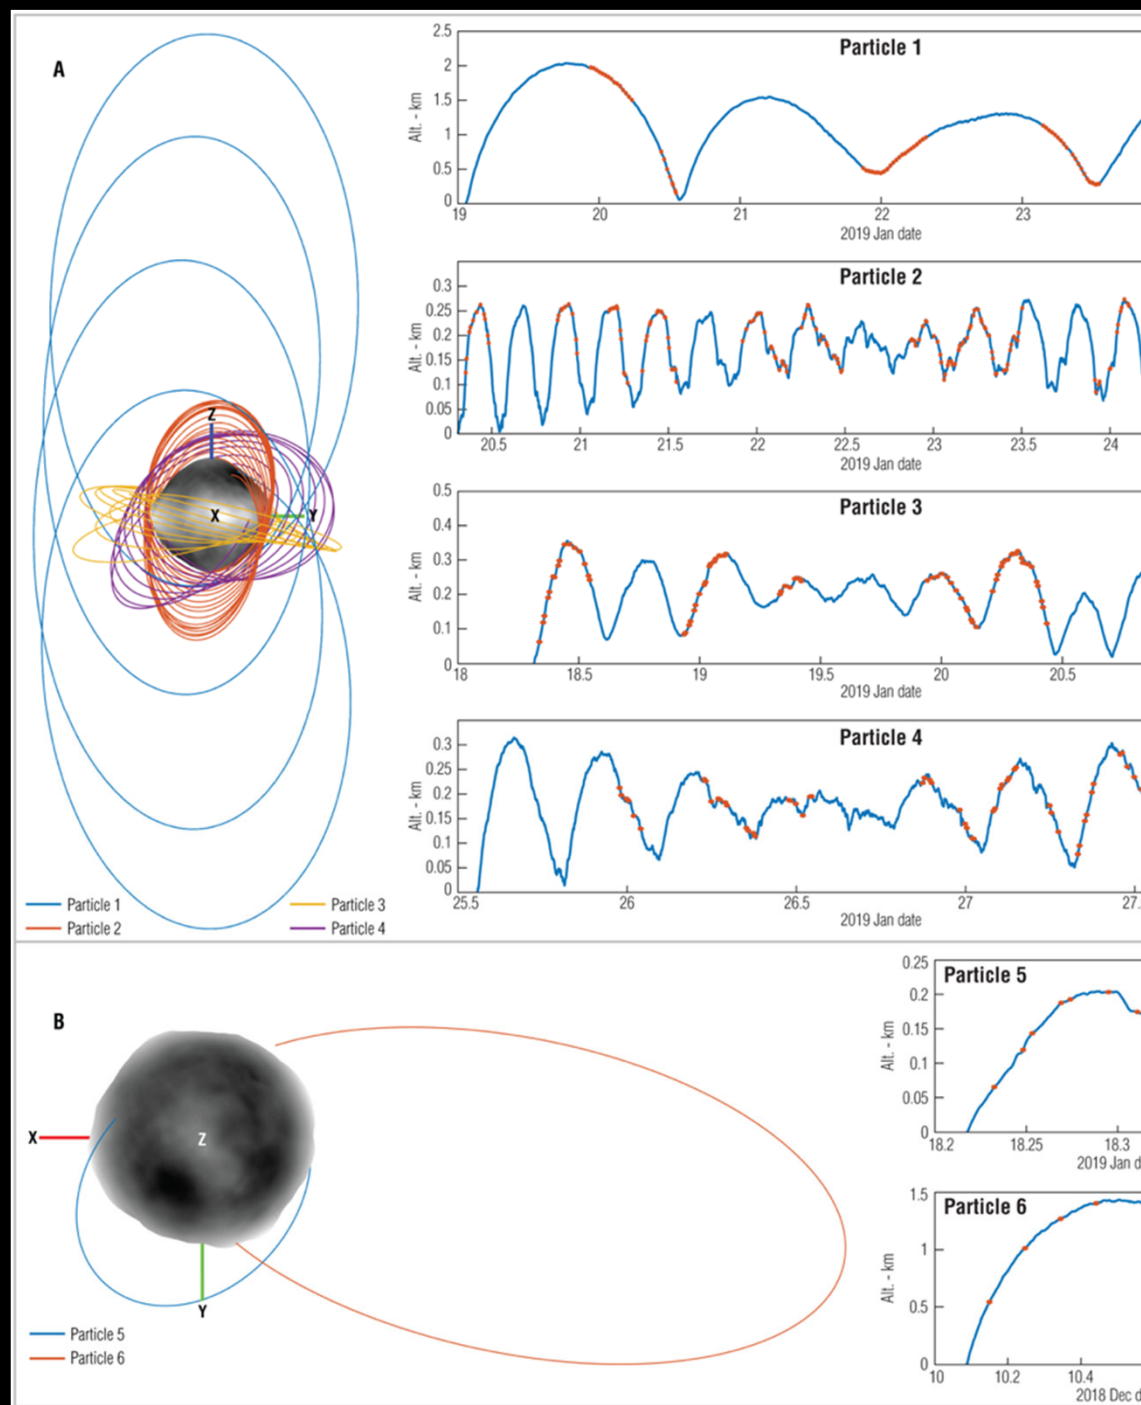 A
Z
X
Y
Particle 1
Particle 2
Particle 3
Particle 4
Particle 1
Alt. - km
2.5
2
1.5
1
0.5
0
19 20 21 22 23
2019 Jan date
Particle 2
Alt. - km
0.3
0.25
0.2
0.15
0.1
0.05
0
20.5 21 21.5 22 22.5 23 23.5 24
2019 Jan date
Particle 3
Alt. - km
0.5
0.4
0.3
0.2
0.1
0
18 18.5 19 19.5 20 20.5
2019 Jan date
Particle 4
Alt. - km
0.3
0.25
0.2
0.15
0.1
0.05
0
25.5 26 26.5 27 27.
2019 Jan date
B
X
Z
Y
Particle 5
Particle 6
Particle 5
Alt. - km
0.25
0.2
0.15
0.1
0.05
0
18.2 18.25 18.3
2019 Jan d
Particle 6
Alt. - km
1.5
1
0.5
0
10 10.2 10.4
2018 Dec d